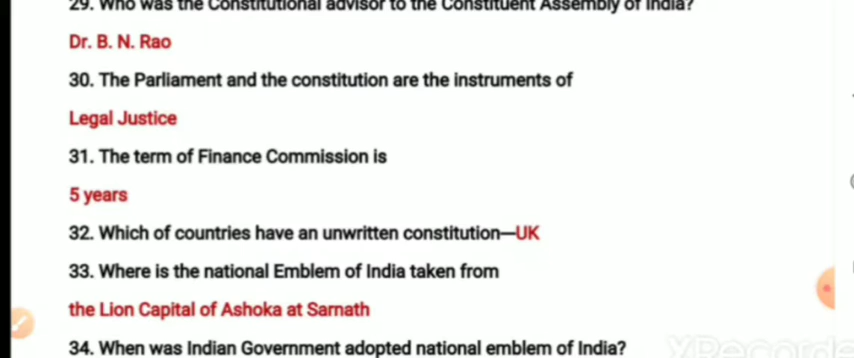 29. Who was the Constitutional advisor to the Constituent Assembly of India?
Dr. B. N. Rao
30. The Parliament and the constitution are the instruments of
Legal Justice
31. The term of Finance Commission is
5 years
32. Which of countries have an unwritten constitution—UK
33. Where is the national Emblem of India taken from
the Lion Capital of Ashoka at Sarnath
34. When was Indian Government adopted national emblem of India?